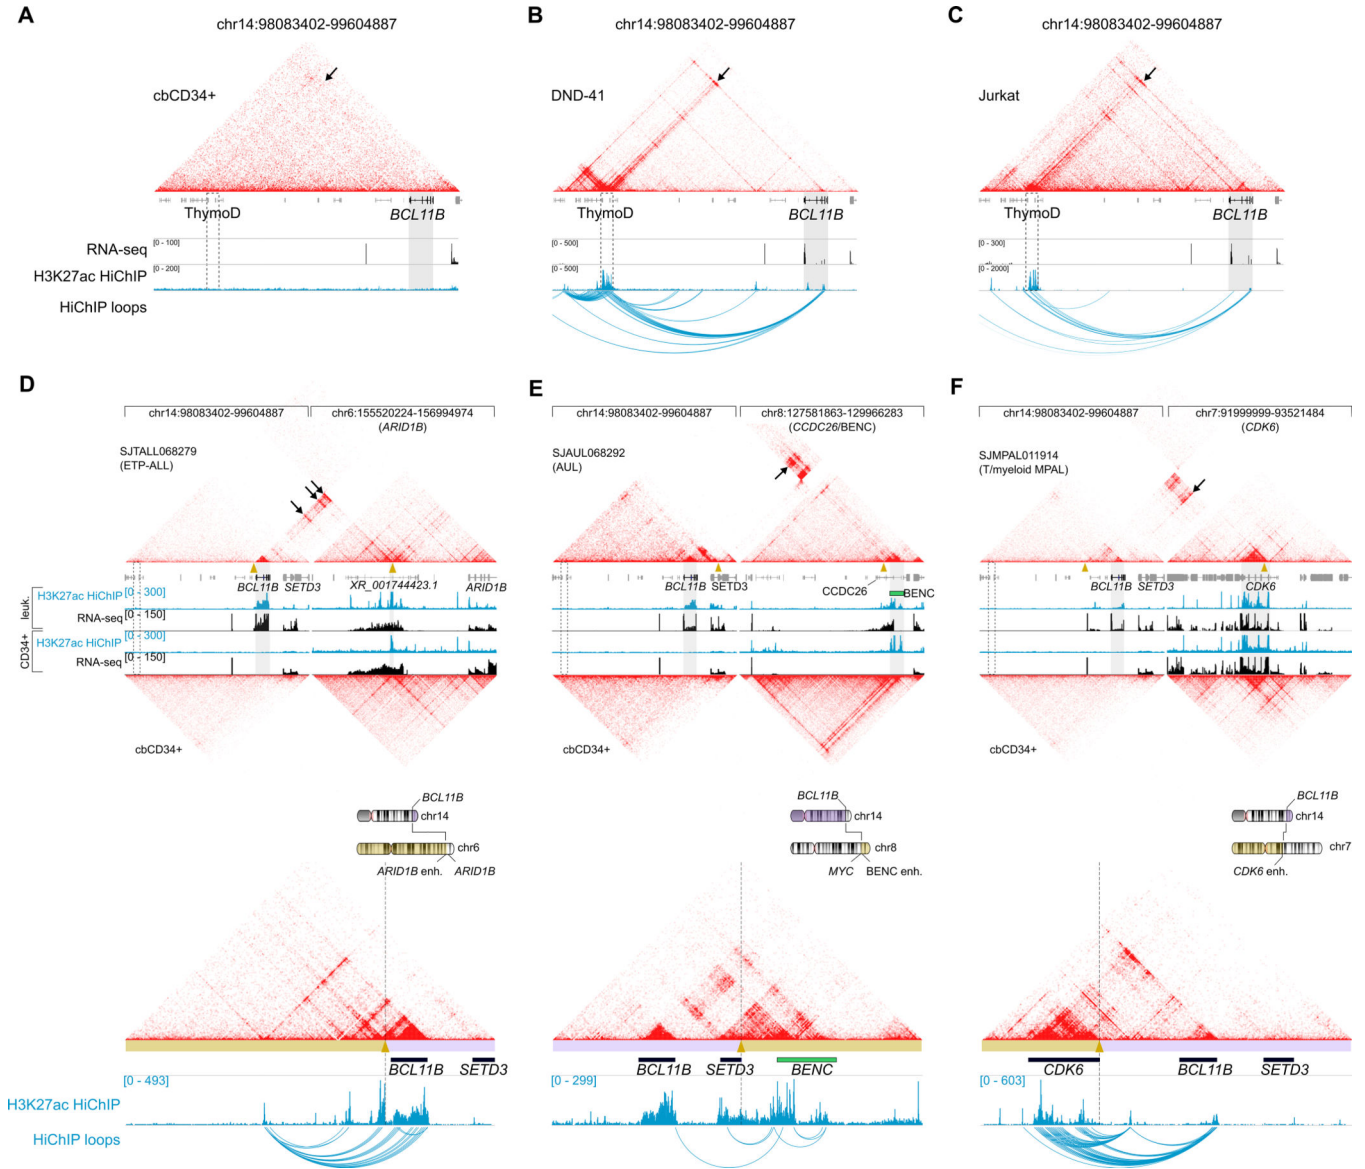 A
chr14:98083402-99604887
cbCD34+
ThymoD
BCL11B
RNA-seq
[0 - 100]
H3K27ac HiChIP
[0 - 200]
HiChIP loops
B
chr14:98083402-99604887
DND-41
ThymoD
BCL11B
[0 - 500]
[0 - 500]
C
chr14:98083402-99604887
Jurkat
ThymoD
BCL11B
[0 - 300]
[0 - 2000]
D
chr14:98083402-99604887
chr6:155520224-156994974
(ARID1B)
SJTALL068279
(ETP-ALL)
BCL11B
SETD3
XR_001744423.1
ARID1B
leuk.
H3K27ac HiChIP
[0 - 300]
RNA-seq
[0 - 150]
CD34+
H3K27ac HiChIP
[0 - 300]
RNA-seq
[0 - 150]
cbCD34+
BCL11B
chr14
chr6
ARID1B enh.
ARID1B
BCL11B
SETD3
[0 - 493]
H3K27ac HiChIP
HiChIP loops
E
chr14:98083402-99604887
chr8:127581863-129966283
(CCDC26/BENC)
SJAUL068292
(AUL)
BCL11B
SETD3
CCDC26
BENC
cbCD34+
BCL11B
chr14
chr8
MYC
BENC enh.
BCL11B
SETD3
BENC
[0 - 299]
F
chr14:98083402-99604887
chr7:91999999-93521484
(CDK6)
SJMPAL011914
(T/myeloid MPAL)
BCL11B
SETD3
CDK6
cbCD34+
BCL11B
chr14
chr7
CDK6 enh.
CDK6
BCL11B
SETD3
[0 - 603]